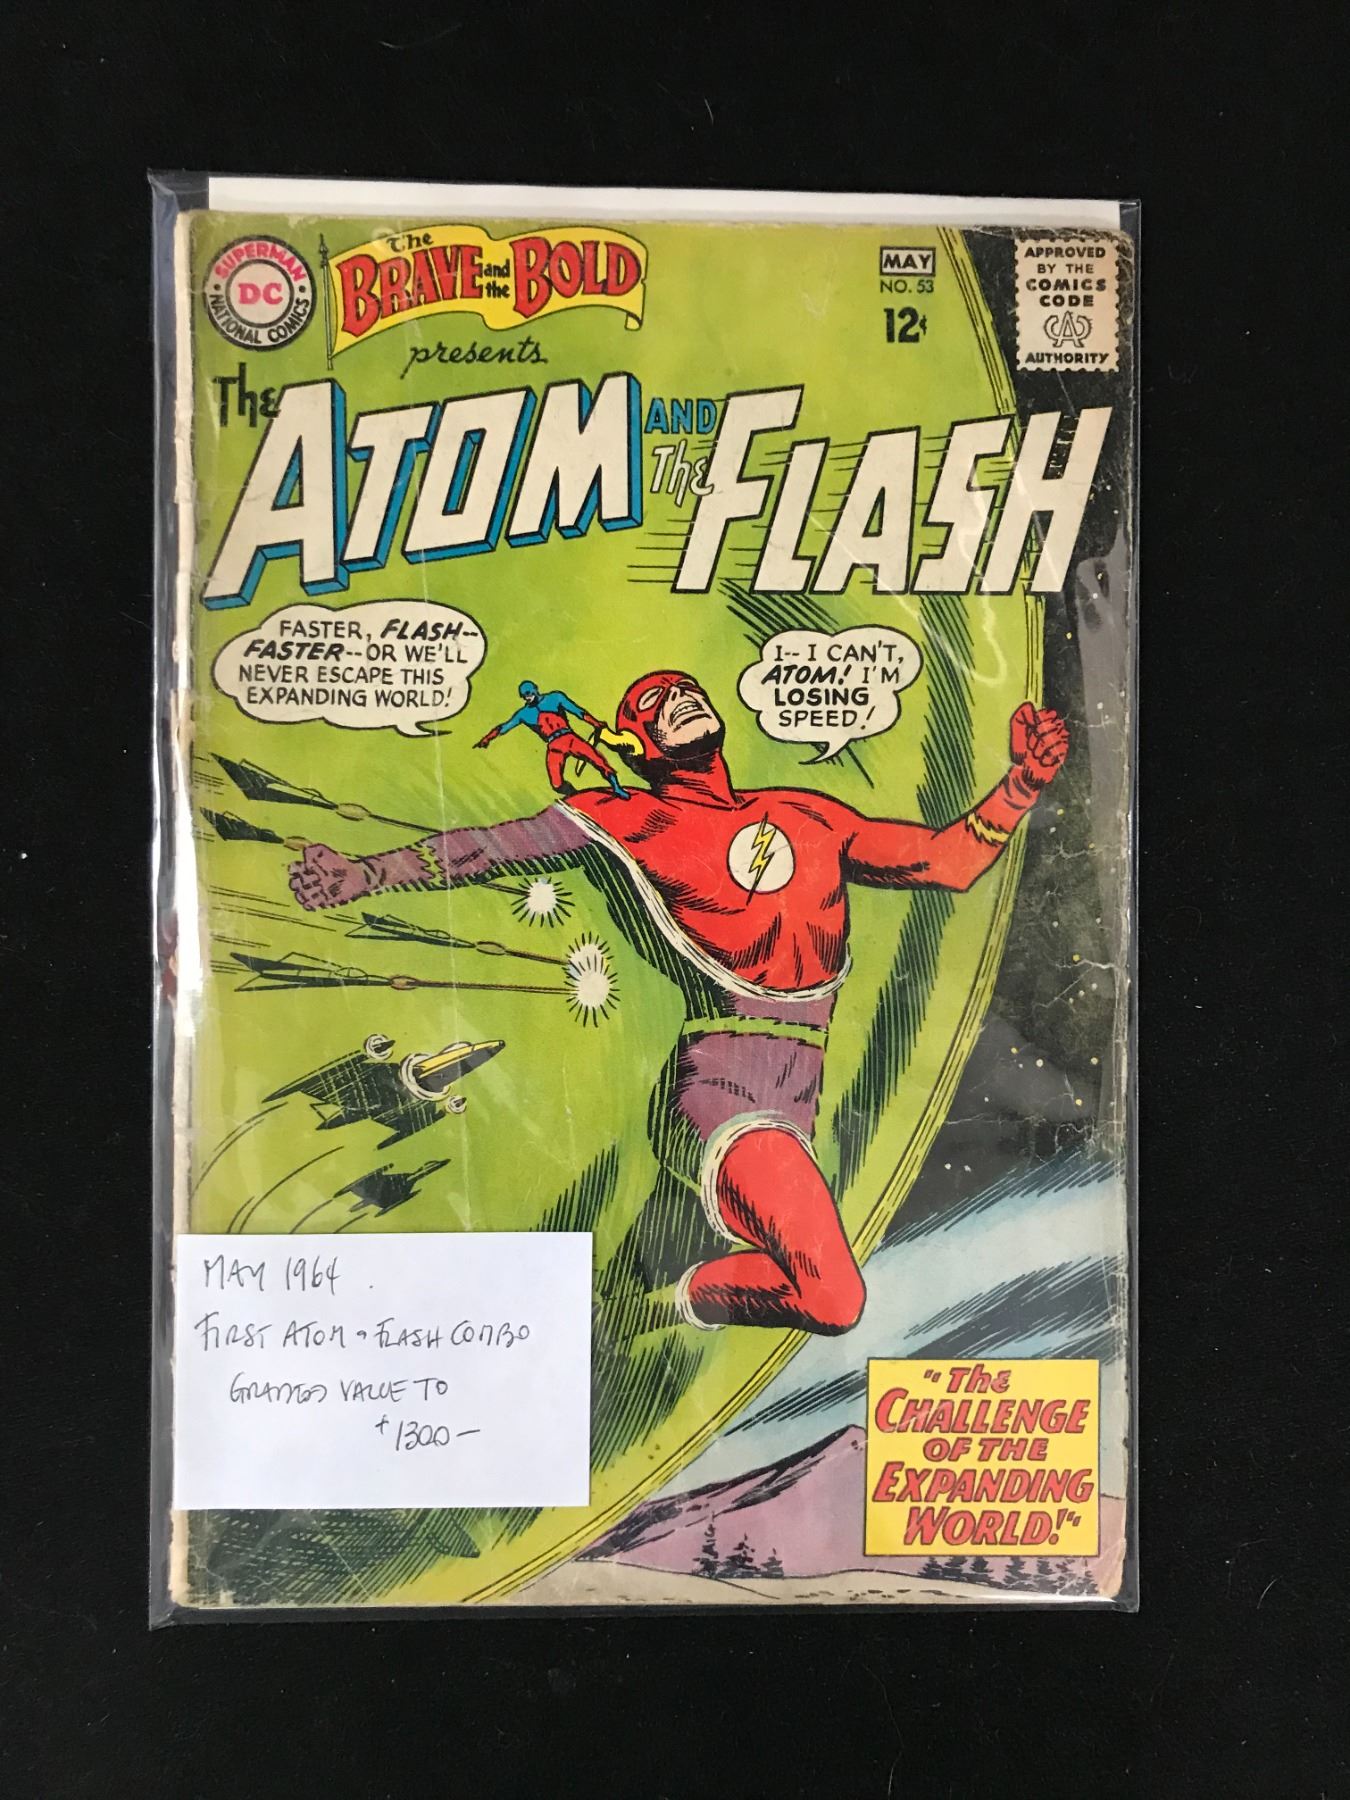 SUPERMAN
DC
NATIONAL COMICS
The
BRAVE and the BOLD
presents
MAY
NO. 53
12¢
APPROVED
BY THE
COMICS
CODE
CA
AUTHORITY
The ATOM AND The FLASH
FASTER, FLASH--
FASTER--OR WE'LL
NEVER ESCAPE THIS
EXPANDING WORLD!
I-- I CAN'T,
ATOM! I'M
LOSING
SPEED!
MAY 1964
FIRST ATOM & FLASH COMBO
GRADED VALUE TO
$1300-
"The
CHALLENGE
OF THE
EXPANDING
WORLD!"